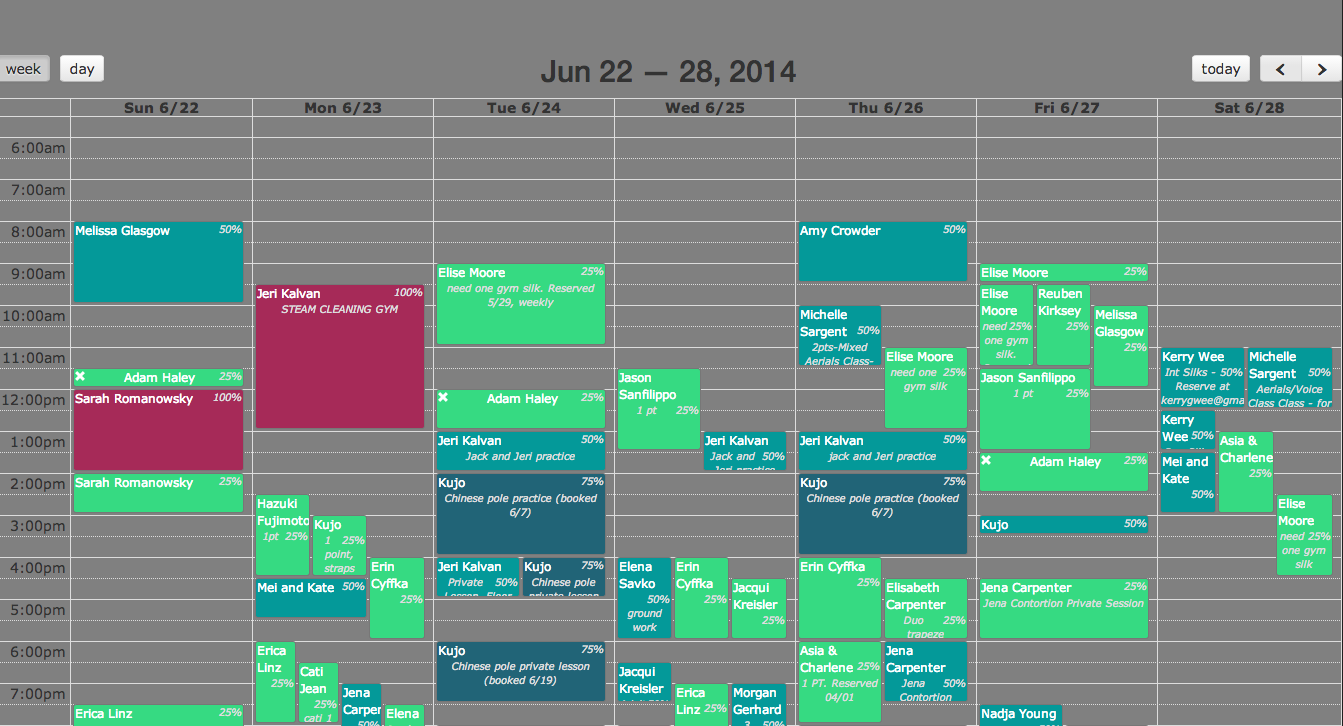 week day Jun 22 — 28, 2014 today
Sun 6/22 Mon 6/23 Tue 6/24 Wed 6/25 Thu 6/26 Fri 6/27 Sat 6/28
6:00am
7:00am
8:00am
9:00am
10:00am
11:00am
12:00pm
1:00pm
2:00pm
3:00pm
4:00pm
5:00pm
6:00pm
7:00pm
Melissa Glasgow 50%
Adam Haley 25%
Sarah Romanowsky 100%
Sarah Romanowsky 25%
Erica Linz 25%
Jeri Kalvan 100%
STEAM CLEANING GYM
Hazuki
Fujimoto
1pt 25%
Kujo
1 25%
point,
straps
Erin
Cyffka
25%
Mei and Kate 50%
Erica
Linz
25%
Cati
Jean
25%
cati 1
Jena
Carper
50%
Elena
Elise Moore 25%
need one gym silk. Reserved
5/29, weekly
Adam Haley 25%
Jeri Kalvan 50%
Jack and Jeri practice
Kujo 75%
Chinese pole practice (booked
6/7)
Jeri Kalvan
Private 50%
Lesson, Floor
Kujo 75%
Chinese pole
private lesson
Kujo 75%
Chinese pole private lesson
(booked 6/19)
Jason
Sanfilippo
1 pt 25%
Jeri Kalvan
Jack and 50%
Jeri practice
Elena
Savko
50%
ground
work
Erin
Cyffka
25%
Jacqui
Kreisler
25%
Jacqui
Kreisler
Erica
Linz 25%
Morgan
Gerhard
3 50%
Amy Crowder 50%
Michelle
Sargent 50%
2pts-Mixed
Aerials Class-
Elise Moore
need one 25%
gym silk
Jeri Kalvan 50%
jack and Jeri practice
Kujo 75%
Chinese pole practice (booked
6/7)
Erin Cyffka
25%
Elisabeth
Carpenter
Duo 25%
trapeze
Asia &
Charlene 25%
1 PT. Reserved
04/01
Jena
Carpenter
Jena 50%
Contortion
Elise Moore 25%
Elise
Moore
need 25%
one gym
silk.
Reuben
Kirksey
25%
Melissa
Glasgow
25%
Jason Sanfilippo
1 pt 25%
Adam Haley 25%
Kujo 50%
Jena Carpenter 25%
Jena Contortion Private Session
Nadja Young
50%
Kerry Wee
Int Silks - 50%
Reserve at
kerrygwee@gma
Michelle
Sargent 50%
Aerials/Voice
Class Class - for
Kerry
Wee 50%
Asia &
Charlene
25%
Mei and
Kate
50%
Elise
Moore
need 25%
one gym
silk